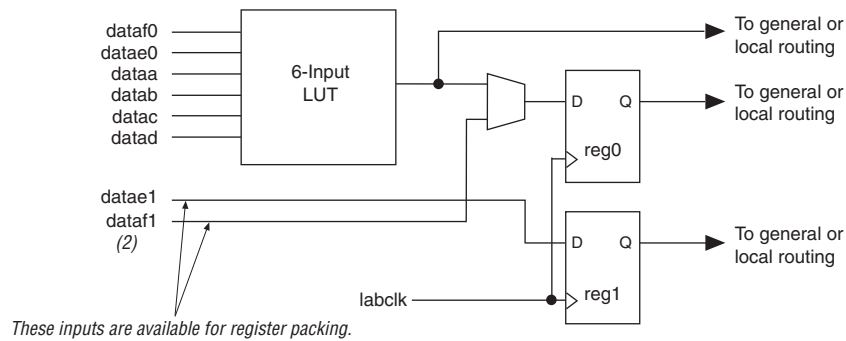 dataf0
datae0
dataa
datab
datac
datad
6-Input
LUT
To general or
local routing
D Q
reg0
To general or
local routing
datae1
dataf1
(2)
D Q
reg1
To general or
local routing
labclk
These inputs are available for register packing.